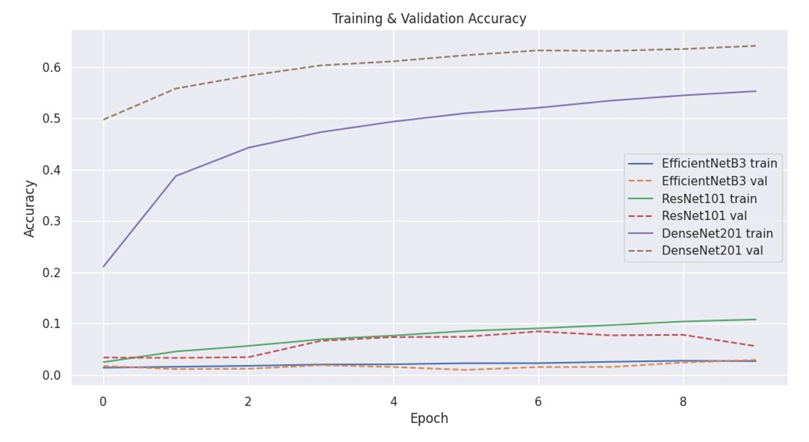 Training & Validation Accuracy
Accuracy
0.6
0.5
0.4
0.3
0.2
0.1
0.0
EfficientNetB3 train
EfficientNetB3 val
ResNet101 train
ResNet101 val
DenseNet201 train
DenseNet201 val
0 2 4 6 8
Epoch